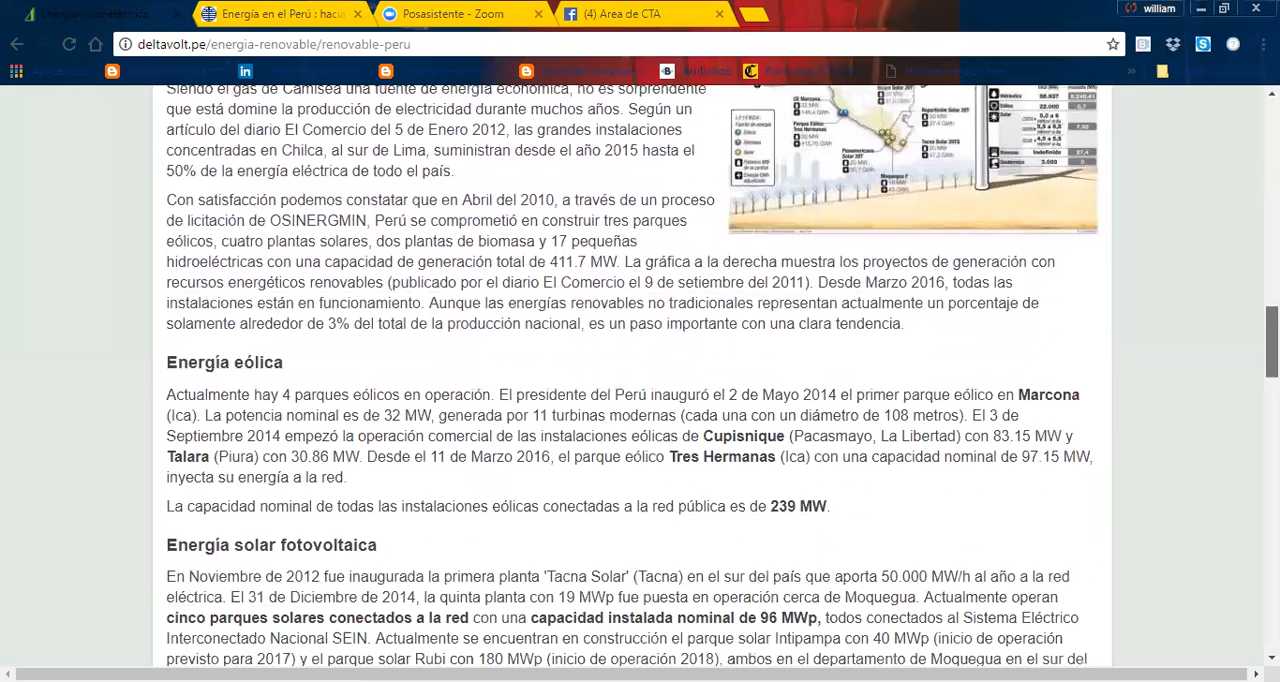 Energía en el Perú : hacia
Posasistente - Zoom
(4) Area de CTA
william
deltavolt.pe/energia-renovable/renovable-peru
Siendo el gas de Camisea una fuente de energía económica, no es sorprendente
que está domine la producción de electricidad durante muchos años. Según un
artículo del diario El Comercio del 5 de Enero 2012, las grandes instalaciones
contentradas en Chilca, al sur de Lima, suministran desde el año 2015 hasta el
50% de la energía eléctrica de todo el país.
Con satisfacción podemos constatar que en Abril del 2010, a través de un proceso
de licitación de OSINERGMIN, Perú se comprometió en construir tres parques
eólicos, cuatro plantas solares, dos plantas de biomasa y 17 pequeñas
hidroeléctricas con una capacidad de generación total de 411.7 MW. La gráfica a la derecha muestra los proyectos de generación con
recursos energéticos renovables (publicado por el diario El Comercio el 9 de setiembre del 2011). Desde Marzo 2016, todas las
instalaciones están en funcionamiento. Aunque las energías renovables no tradicionales representan actualmente un porcentaje de
solamente alrededor de 3% del total de la producción nacional, es un paso importante con una clara tendencia.
Energía eólica
Actualmente hay 4 parques eólicos en operación. El presidente del Perú inauguró el 2 de Mayo 2014 el primer parque eólico en Marcona
(Ica). La potencia nominal es de 32 MW, generada por 11 turbinas modernas (cada una con un diámetro de 108 metros). El 3 de
Septiembre 2014 empezó la operación comercial de las instalaciones eólicas de Cupisnique (Pacasmayo, La Libertad) con 83.15 MW y
Talara (Piura) con 30.86 MW. Desde el 11 de Marzo 2016, el parque eólico Tres Hermanas (Ica) con una capacidad nominal de 97.15 MW,
inyecta su energía a la red.
La capacidad nominal de todas las instalaciones eólicas conectadas a la red pública es de 239 MW.
Energía solar fotovoltaica
En Noviembre de 2012 fue inaugurada la primera planta 'Tacna Solar' (Tacna) en el sur del país que aporta 50.000 MW/h al año a la red
eléctrica. El 31 de Diciembre de 2014, la quinta planta con 19 MWp fue puesta en operación cerca de Moquegua. Actualmente operan
cinco parques solares conectados a la red con una capacidad instalada nominal de 96 MWp, todos conectados al Sistema Eléctrico
Interconectado Nacional SEIN. Actualmente se encuentran en construcción el parque solar Intipampa con 40 MWp (inicio de operación
previsto para 2017) y el parque solar Rubi con 180 MWp (inicio de operación 2018), ambos en el departamento de Moquegua en el sur del